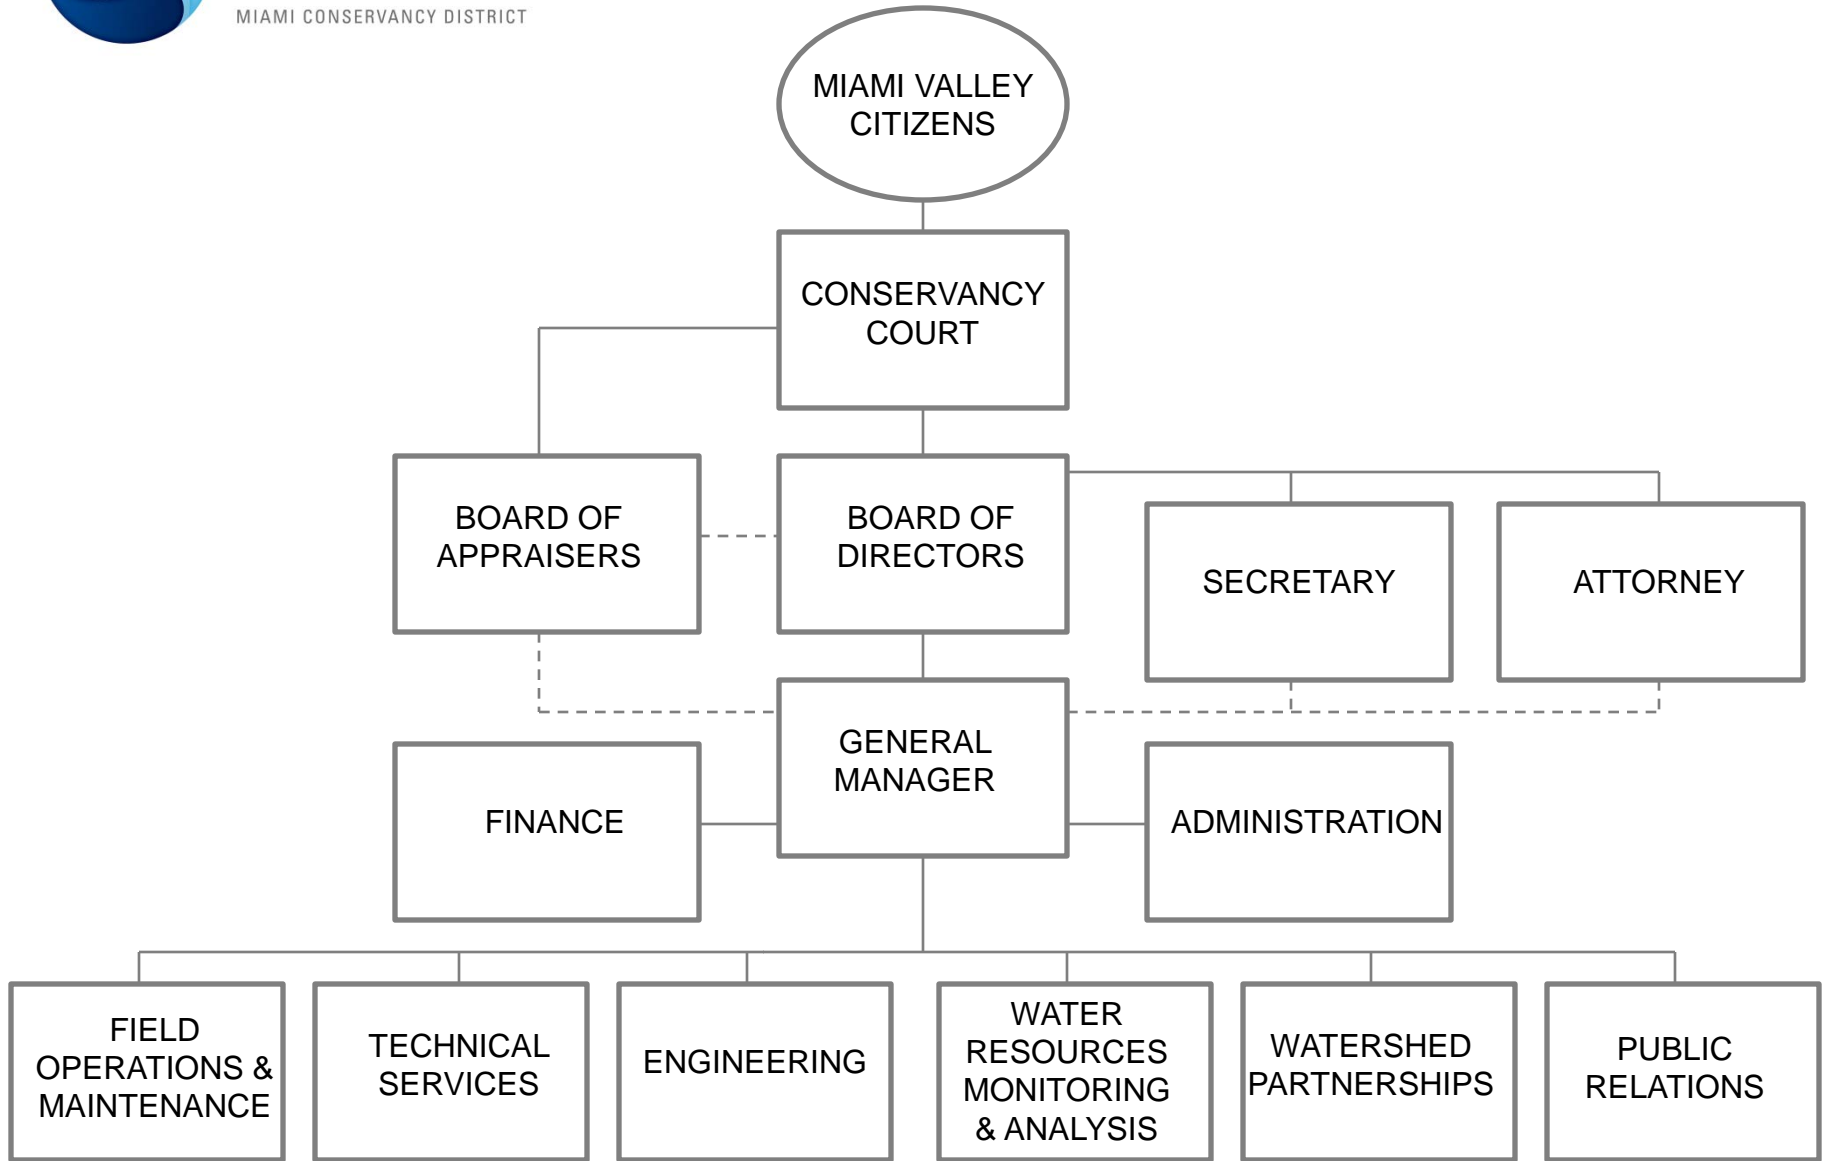 MIAMI CONSERVANCY DISTRICT
MIAMI VALLEY
CITIZENS
CONSERVANCY
COURT
BOARD OF
APPRAISERS
BOARD OF
DIRECTORS
SECRETARY
ATTORNEY
GENERAL
MANAGER
FINANCE
ADMINISTRATION
FIELD
OPERATIONS &
MAINTENANCE
TECHNICAL
SERVICES
ENGINEERING
WATER
RESOURCES
MONITORING
& ANALYSIS
WATERSHED
PARTNERSHIPS
PUBLIC
RELATIONS